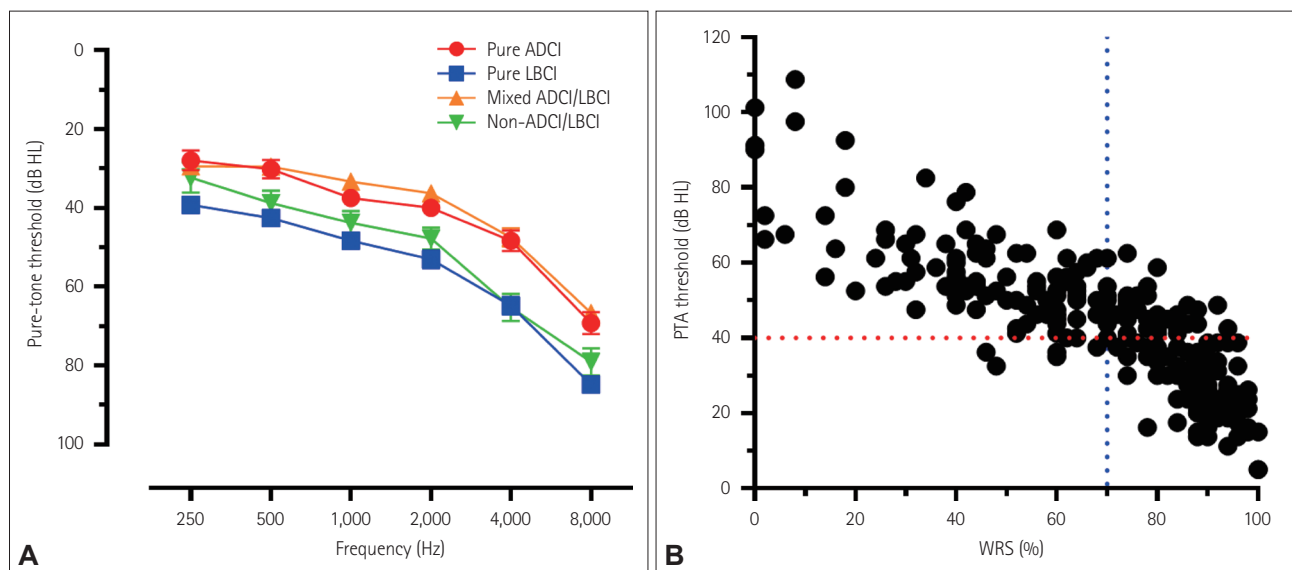 0
20
40
60
80
100
Pure-tone threshold (dB HL)
Pure ADCI
Pure LBCI
Mixed ADCI/LBCI
Non-ADCI/LBCI
250 500 1,000 2,000 4,000 8,000
Frequency (Hz)
A
120
100
80
60
40
20
0
PTA threshold (dB HL)
0 20 40 60 80 100
WRS (%)
B